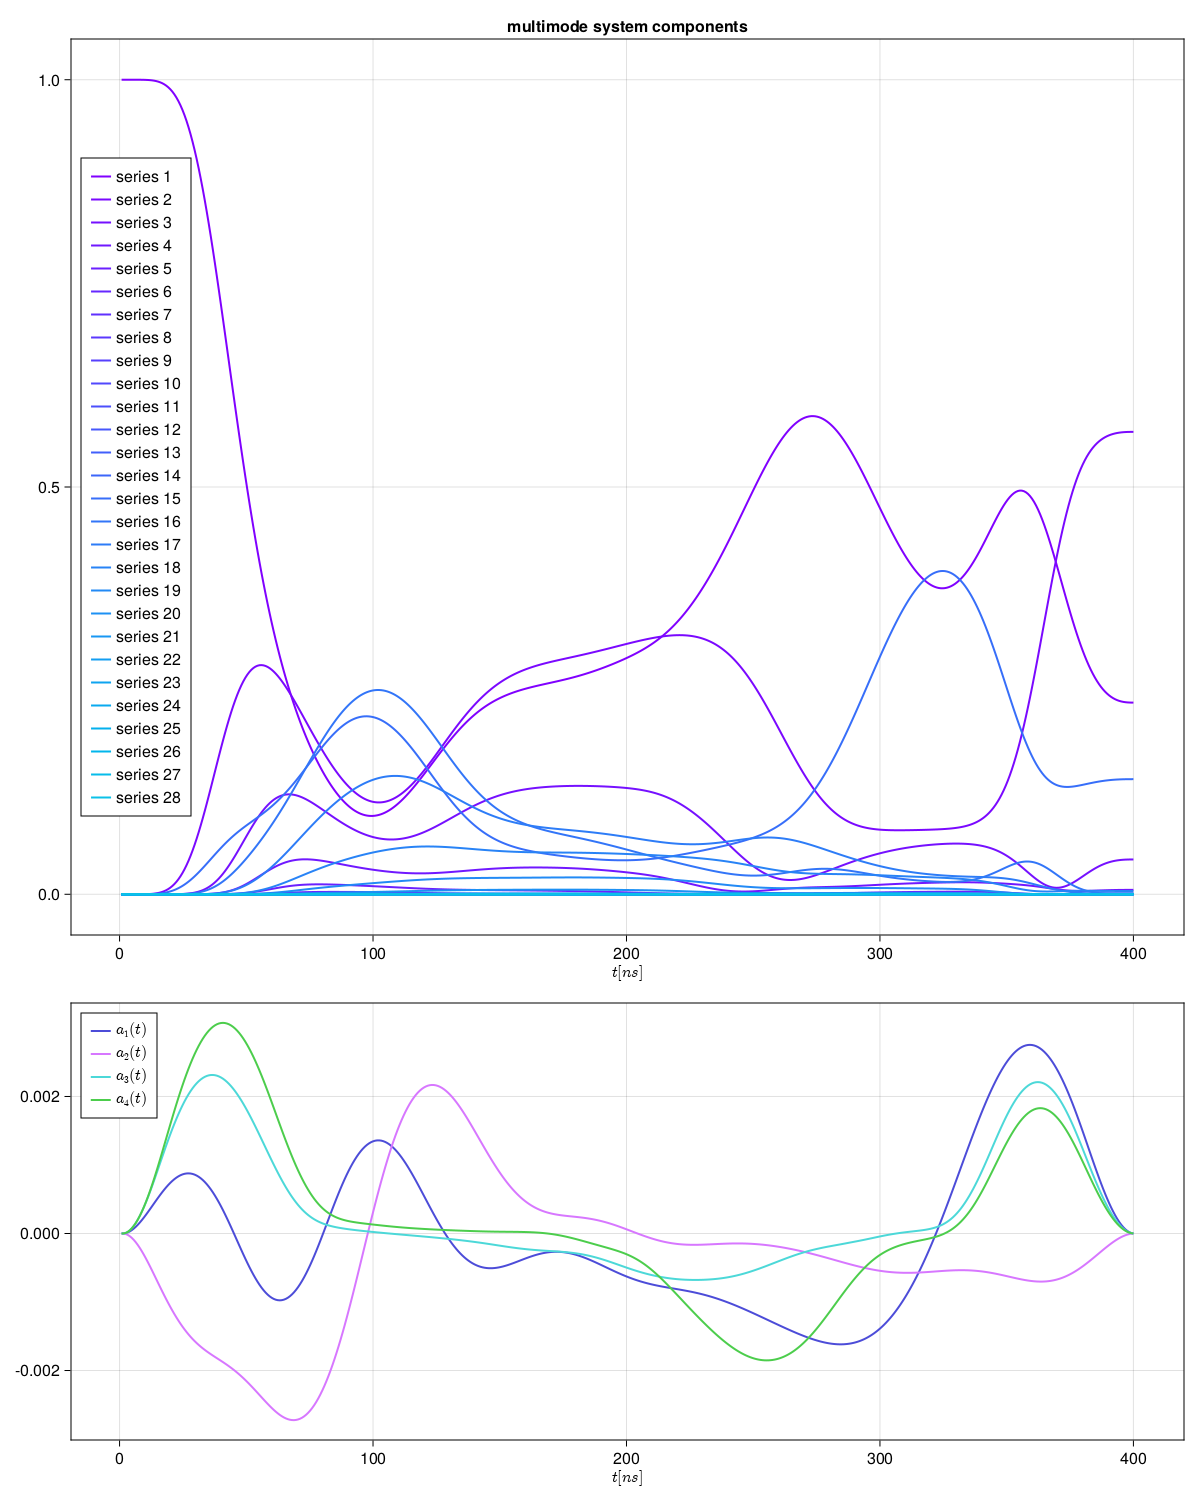 multimode system components
1.0
series 1
series 2
series 3
series 4
series 5
series 6
series 7
series 8
series 9
series 10
series 11
series 12
series 13
series 14
series 15
series 16
series 17
series 18
series 19
series 20
series 21
series 22
series 23
series 24
series 25
series 26
series 27
series 28
0.5
0.0
0 100 200 300 400
t[ns]
a₁(t)
a₂(t)
a₃(t)
a₄(t)
0.002
0.000
-0.002
0 100 200 300 400
t[ns]